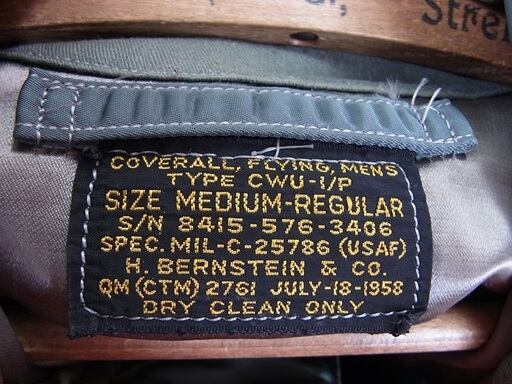 Stre
COVERALL, FLYING, MENS
TYPE CWU-1/P
SIZE MEDIUM-REGULAR
S/N 8415-576-3406
SPEC. MIL-C-25786 (USAF)
H. BERNSTEIN & CO.
QM (CTM) 2761 JULY-18-1958
DRY CLEAN ONLY